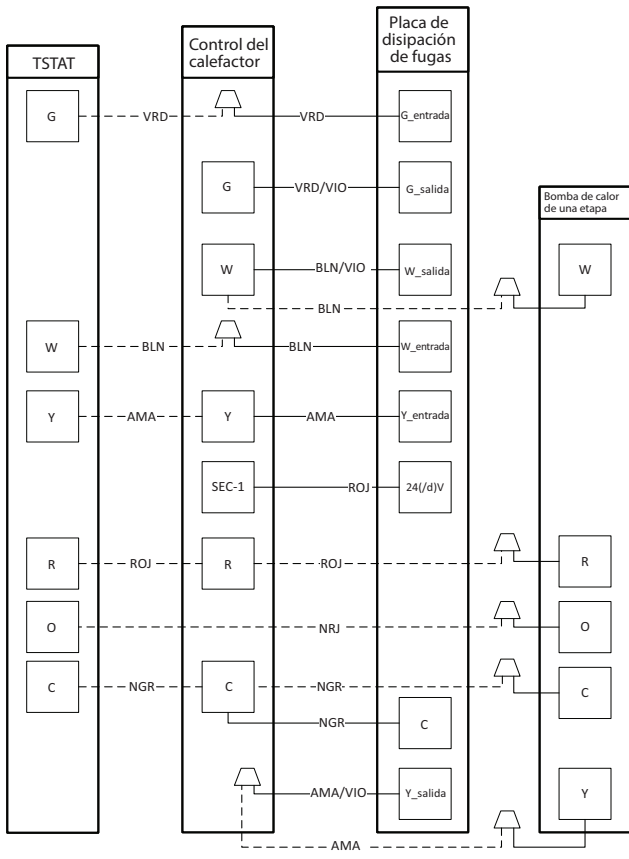 TSTAT
Control del
calefactor
Placa de
disipación
de fugas
Bomba de calor
de una etapa
G
VRD
VRD
G_entrada
G
VRD/VIO
G_salida
W
BLN/VIO
W_salida
W
BLN
W
BLN
BLN
W_entrada
Y
AMA
Y
AMA
Y_entrada
SEC-1
ROJ
24(/d)V
R
ROJ
R
ROJ
R
O
NRJ
O
C
NGR
C
NGR
C
NGR
C
AMA/VIO
Y_salida
Y
AMA